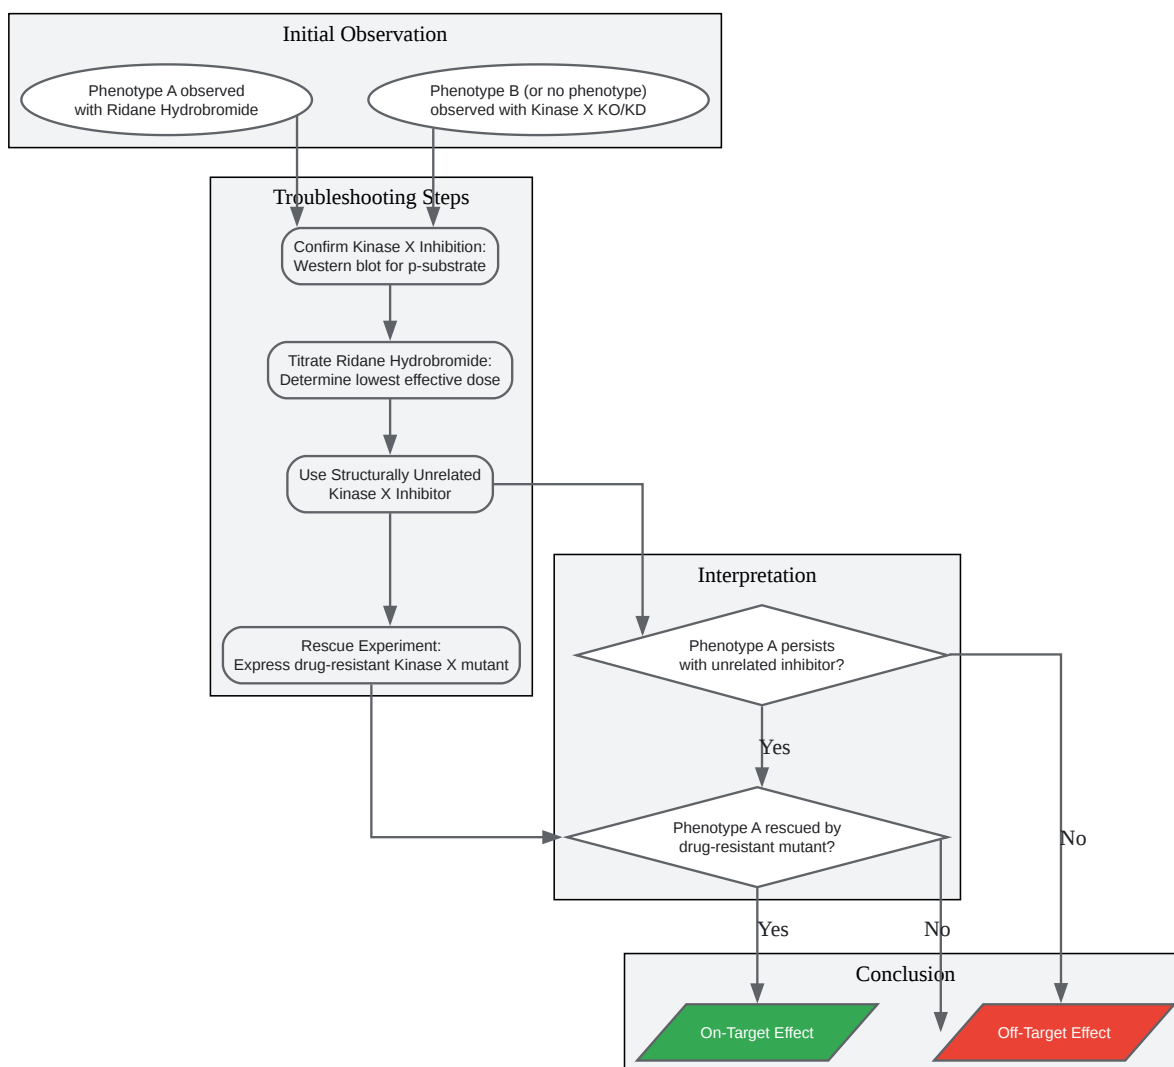 Initial Observation
Phenotype A observed
with Ridane Hydrobromide
Phenotype B (or no phenotype)
observed with Kinase X KO/KD
Troubleshooting Steps
Confirm Kinase X Inhibition:
Western blot for p-substrate
Titrate Ridane Hydrobromide:
Determine lowest effective dose
Use Structurally Unrelated
Kinase X Inhibitor
Rescue Experiment:
Express drug-resistant Kinase X mutant
Interpretation
Phenotype A persists
with unrelated inhibitor?
Yes
Phenotype A rescued by
drug-resistant mutant?
No
Yes
No
Conclusion
On-Target Effect
Off-Target Effect